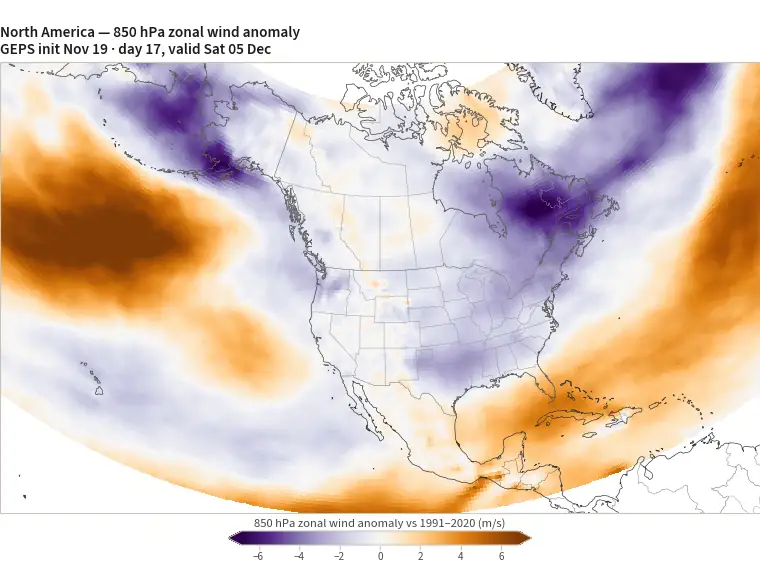 North America — 850 hPa zonal wind anomaly
GEPS init Nov 19 · day 17, valid Sat 05 Dec
850 hPa zonal wind anomaly vs 1991–2020 (m/s)
−6 −4 −2 0 2 4 6